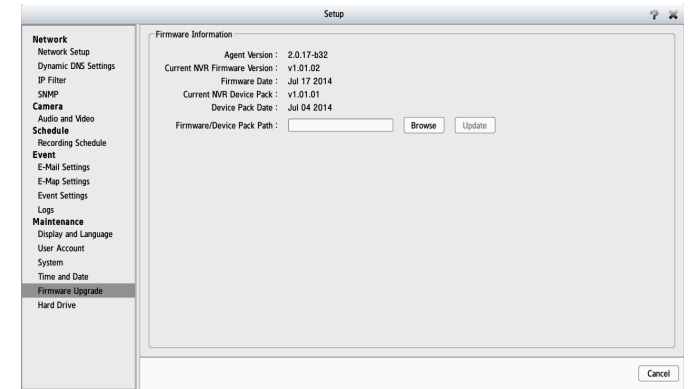 Setup
Network
Network Setup
Dynamic DNS Settings
IP Filter
SNMP
Camera
Audio and Video
Schedule
Recording Schedule
Event
E-Mail Settings
E-Map Settings
Event Settings
Logs
Maintenance
Display and Language
User Account
System
Time and Date
Firmware Upgrade
Hard Drive
Firmware Information
Agent Version : 2.0.17-b32
Current NVR Firmware Version : v1.01.02
Firmware Date : Jul 17 2014
Current NVR Device Pack : v1.01.01
Device Pack Date : Jul 04 2014
Firmware/Device Pack Path : Browse Update
Cancel